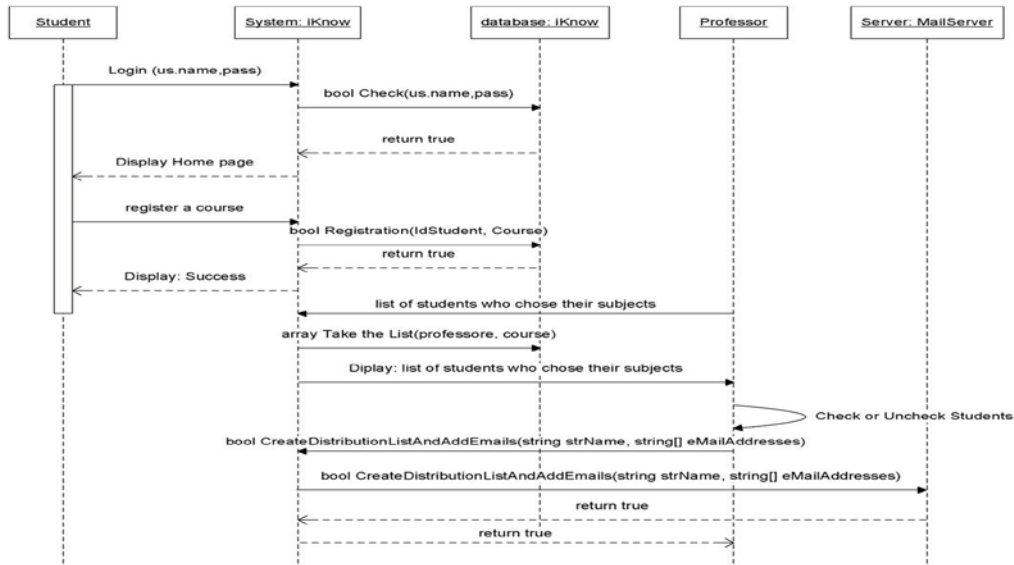 Student
System: iKnow
database: iKnow
Professor
Server: MailServer
Login (us.name,pass)
bool Check(us.name,pass)
return true
Display Home page
register a course
bool Registration(IdStudent, Course)
return true
Display: Success
list of students who chose their subjects
array Take the List(professore, course)
Diplay: list of students who chose their subjects
Check or Uncheck Students
bool CreateDistributionListAndAddEmails(string strName, string[] eMailAddresses)
bool CreateDistributionListAndAddEmails(string strName, string[] eMailAddresses)
return true
return true